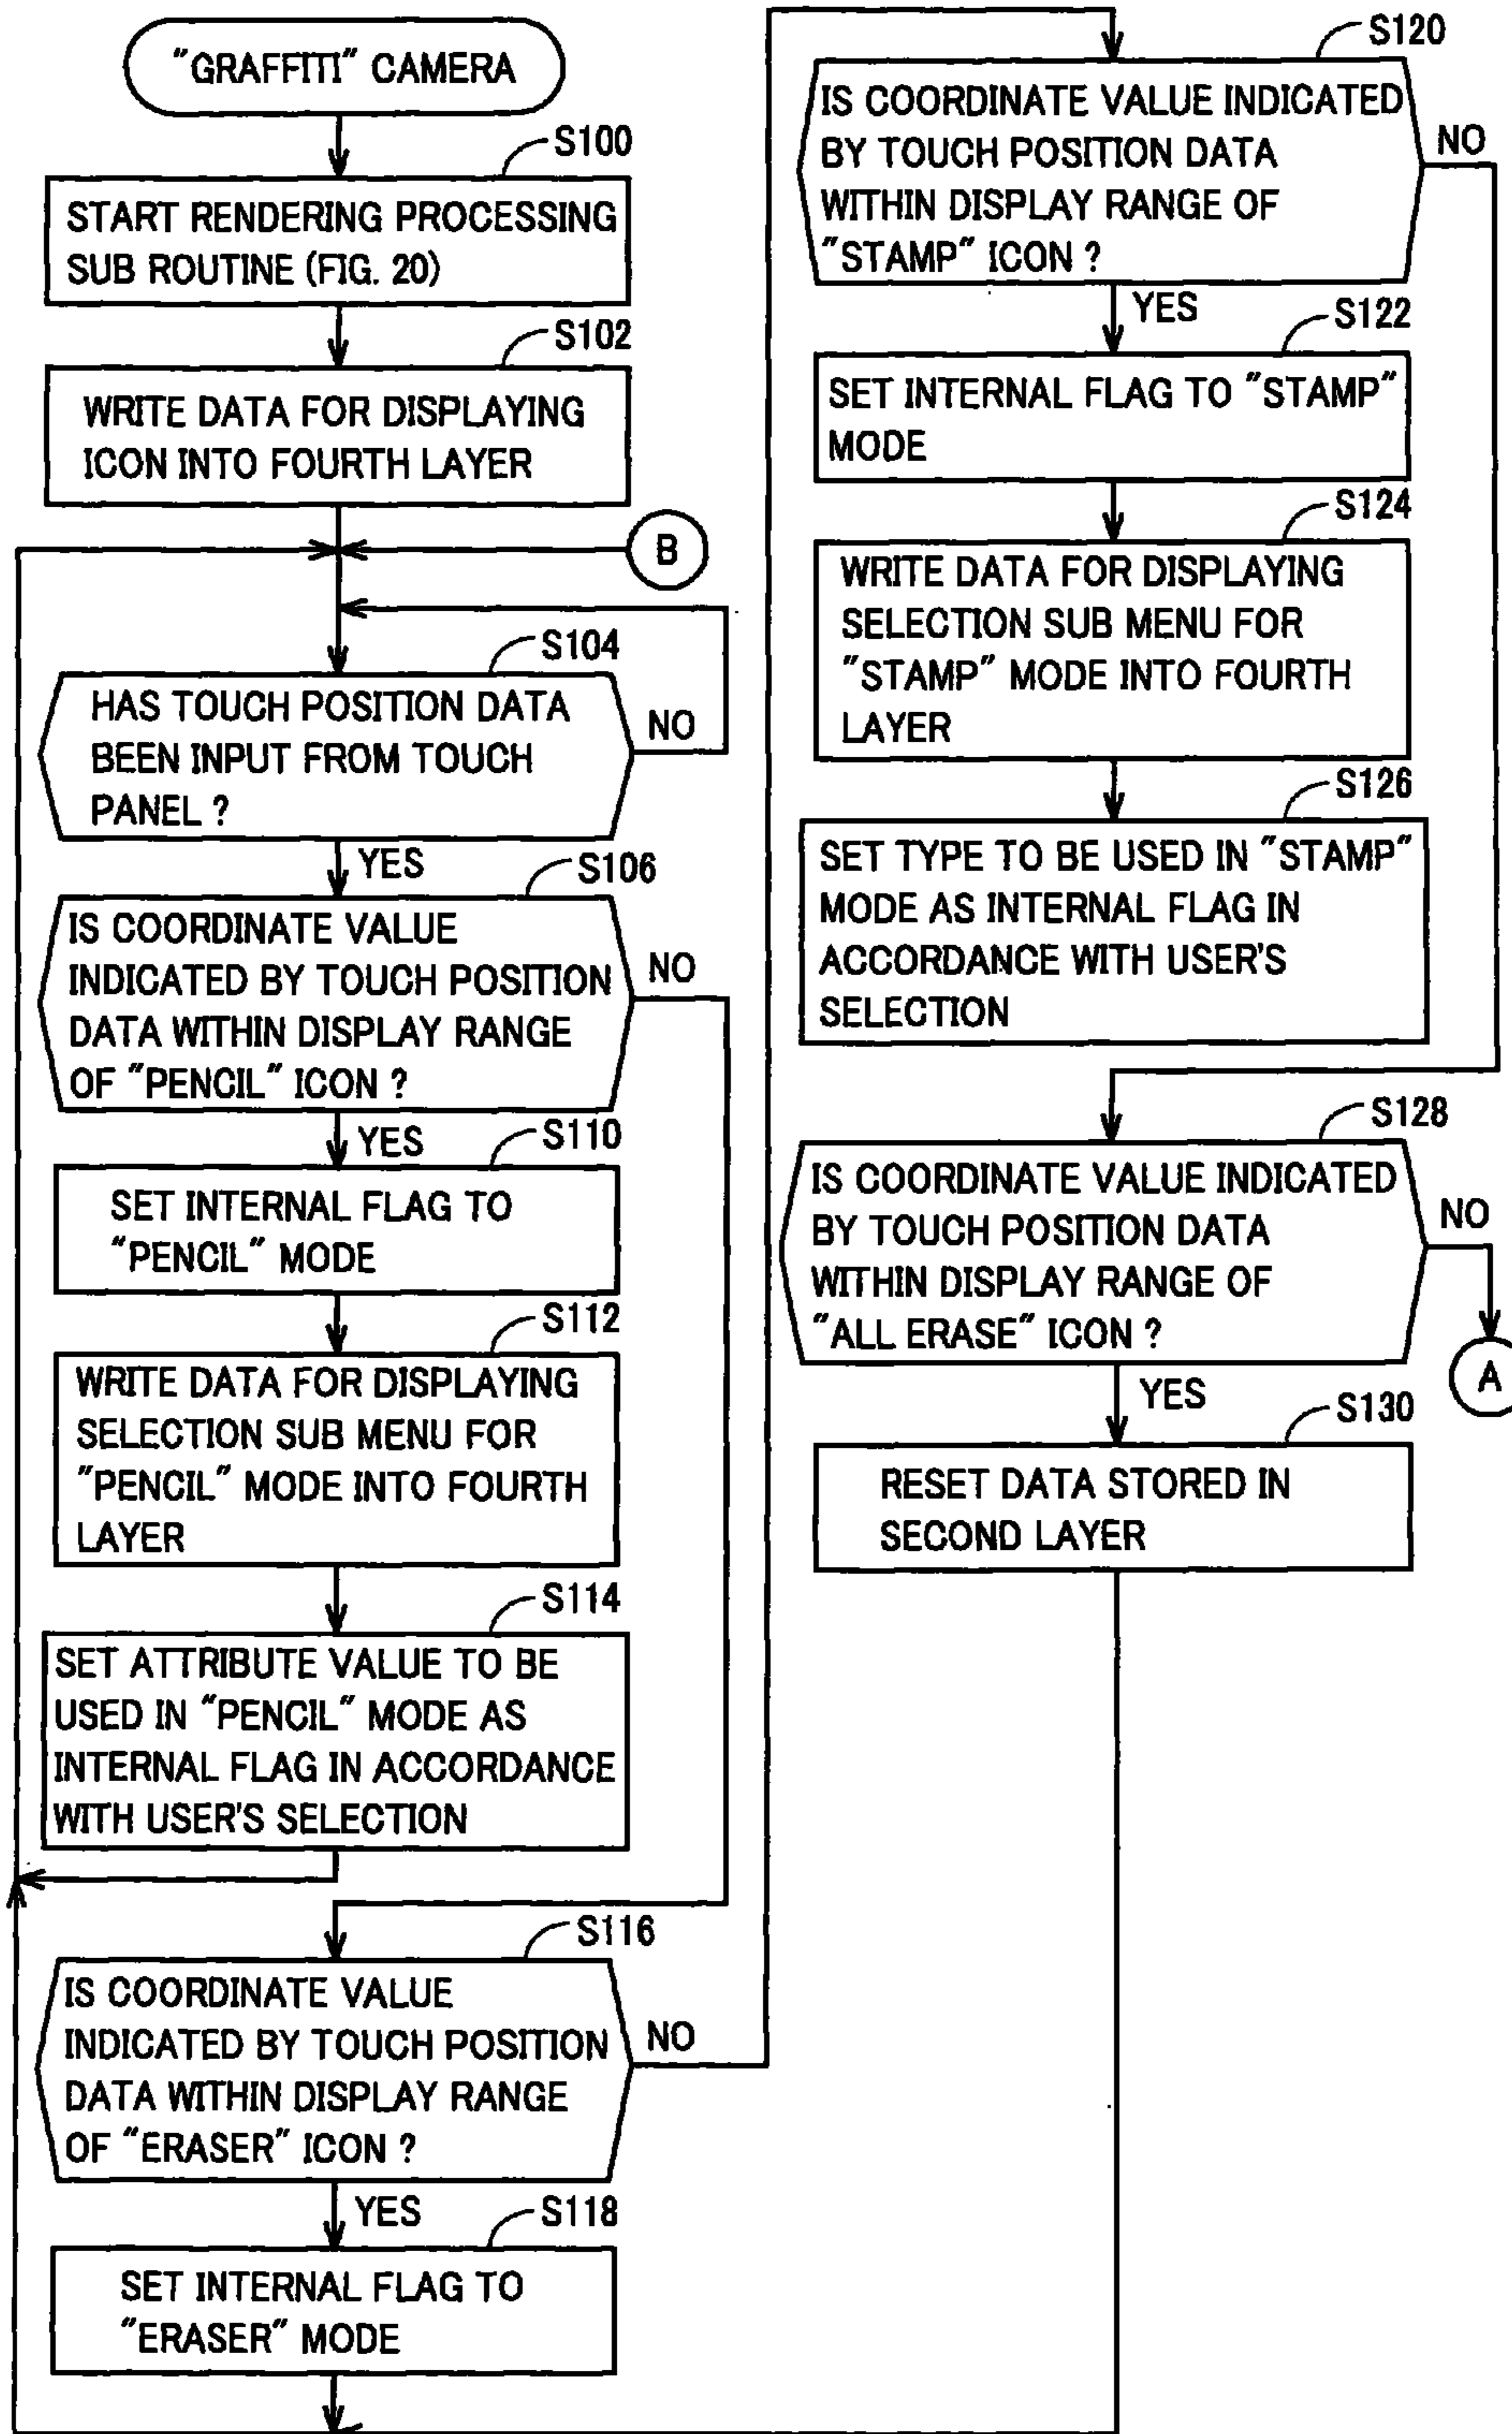 "GRAFFITI" CAMERA
S100
START RENDERING PROCESSING
SUB ROUTINE (FIG. 20)
S102
WRITE DATA FOR DISPLAYING
ICON INTO FOURTH LAYER
B
S104
HAS TOUCH POSITION DATA
BEEN INPUT FROM TOUCH
PANEL ?
NO
YES
S106
IS COORDINATE VALUE
INDICATED BY TOUCH POSITION
DATA WITHIN DISPLAY RANGE
OF "PENCIL" ICON ?
NO
YES
S110
SET INTERNAL FLAG TO
"PENCIL" MODE
S112
WRITE DATA FOR DISPLAYING
SELECTION SUB MENU FOR
"PENCIL" MODE INTO FOURTH
LAYER
S114
SET ATTRIBUTE VALUE TO BE
USED IN "PENCIL" MODE AS
INTERNAL FLAG IN ACCORDANCE
WITH USER'S SELECTION
S116
IS COORDINATE VALUE
INDICATED BY TOUCH POSITION
DATA WITHIN DISPLAY RANGE
OF "ERASER" ICON ?
NO
YES
S118
SET INTERNAL FLAG TO
"ERASER" MODE
S120
IS COORDINATE VALUE INDICATED
BY TOUCH POSITION DATA
WITHIN DISPLAY RANGE OF
"STAMP" ICON ?
NO
YES
S122
SET INTERNAL FLAG TO "STAMP"
MODE
S124
WRITE DATA FOR DISPLAYING
SELECTION SUB MENU FOR
"STAMP" MODE INTO FOURTH
LAYER
S126
SET TYPE TO BE USED IN "STAMP"
MODE AS INTERNAL FLAG IN
ACCORDANCE WITH USER'S
SELECTION
S128
IS COORDINATE VALUE INDICATED
BY TOUCH POSITION DATA
WITHIN DISPLAY RANGE OF
"ALL ERASE" ICON ?
NO
A
YES
S130
RESET DATA STORED IN
SECOND LAYER